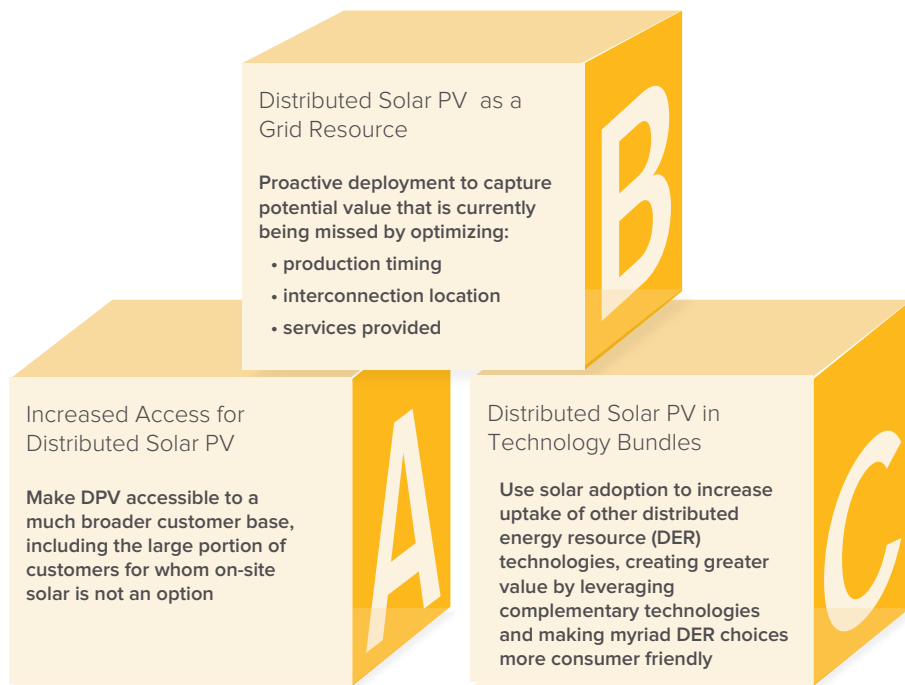 Distributed Solar PV as a
Grid Resource
Proactive deployment to capture
potential value that is currently
being missed by optimizing:
• production timing
• interconnection location
• services provided
B
Increased Access for
Distributed Solar PV
Make DPV accessible to a
much broader customer base,
including the large portion of
customers for whom on-site
solar is not an option
A
Distributed Solar PV in
Technology Bundles
Use solar adoption to increase
uptake of other distributed
energy resource (DER)
technologies, creating greater
value by leveraging
complementary technologies
and making myriad DER choices
more consumer friendly
C